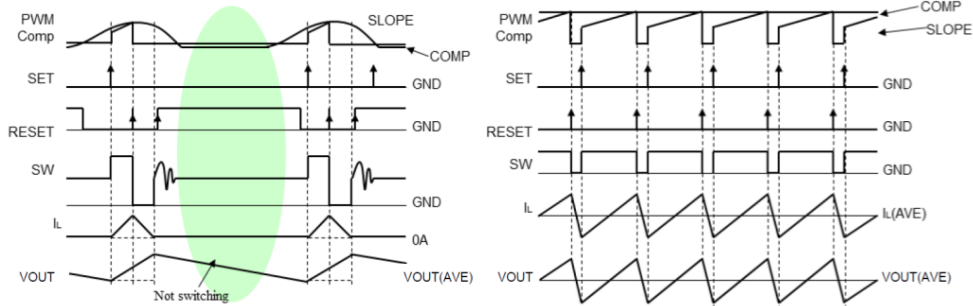 PWM
Comp
SLOPE
COMP
SET
GND
RESET
GND
SW
GND
IL
0A
VOUT
VOUT(AVE)
Not switching
PWM
Comp
COMP
SLOPE
SET
GND
RESET
GND
SW
GND
IL
IL(AVE)
VOUT
VOUT(AVE)